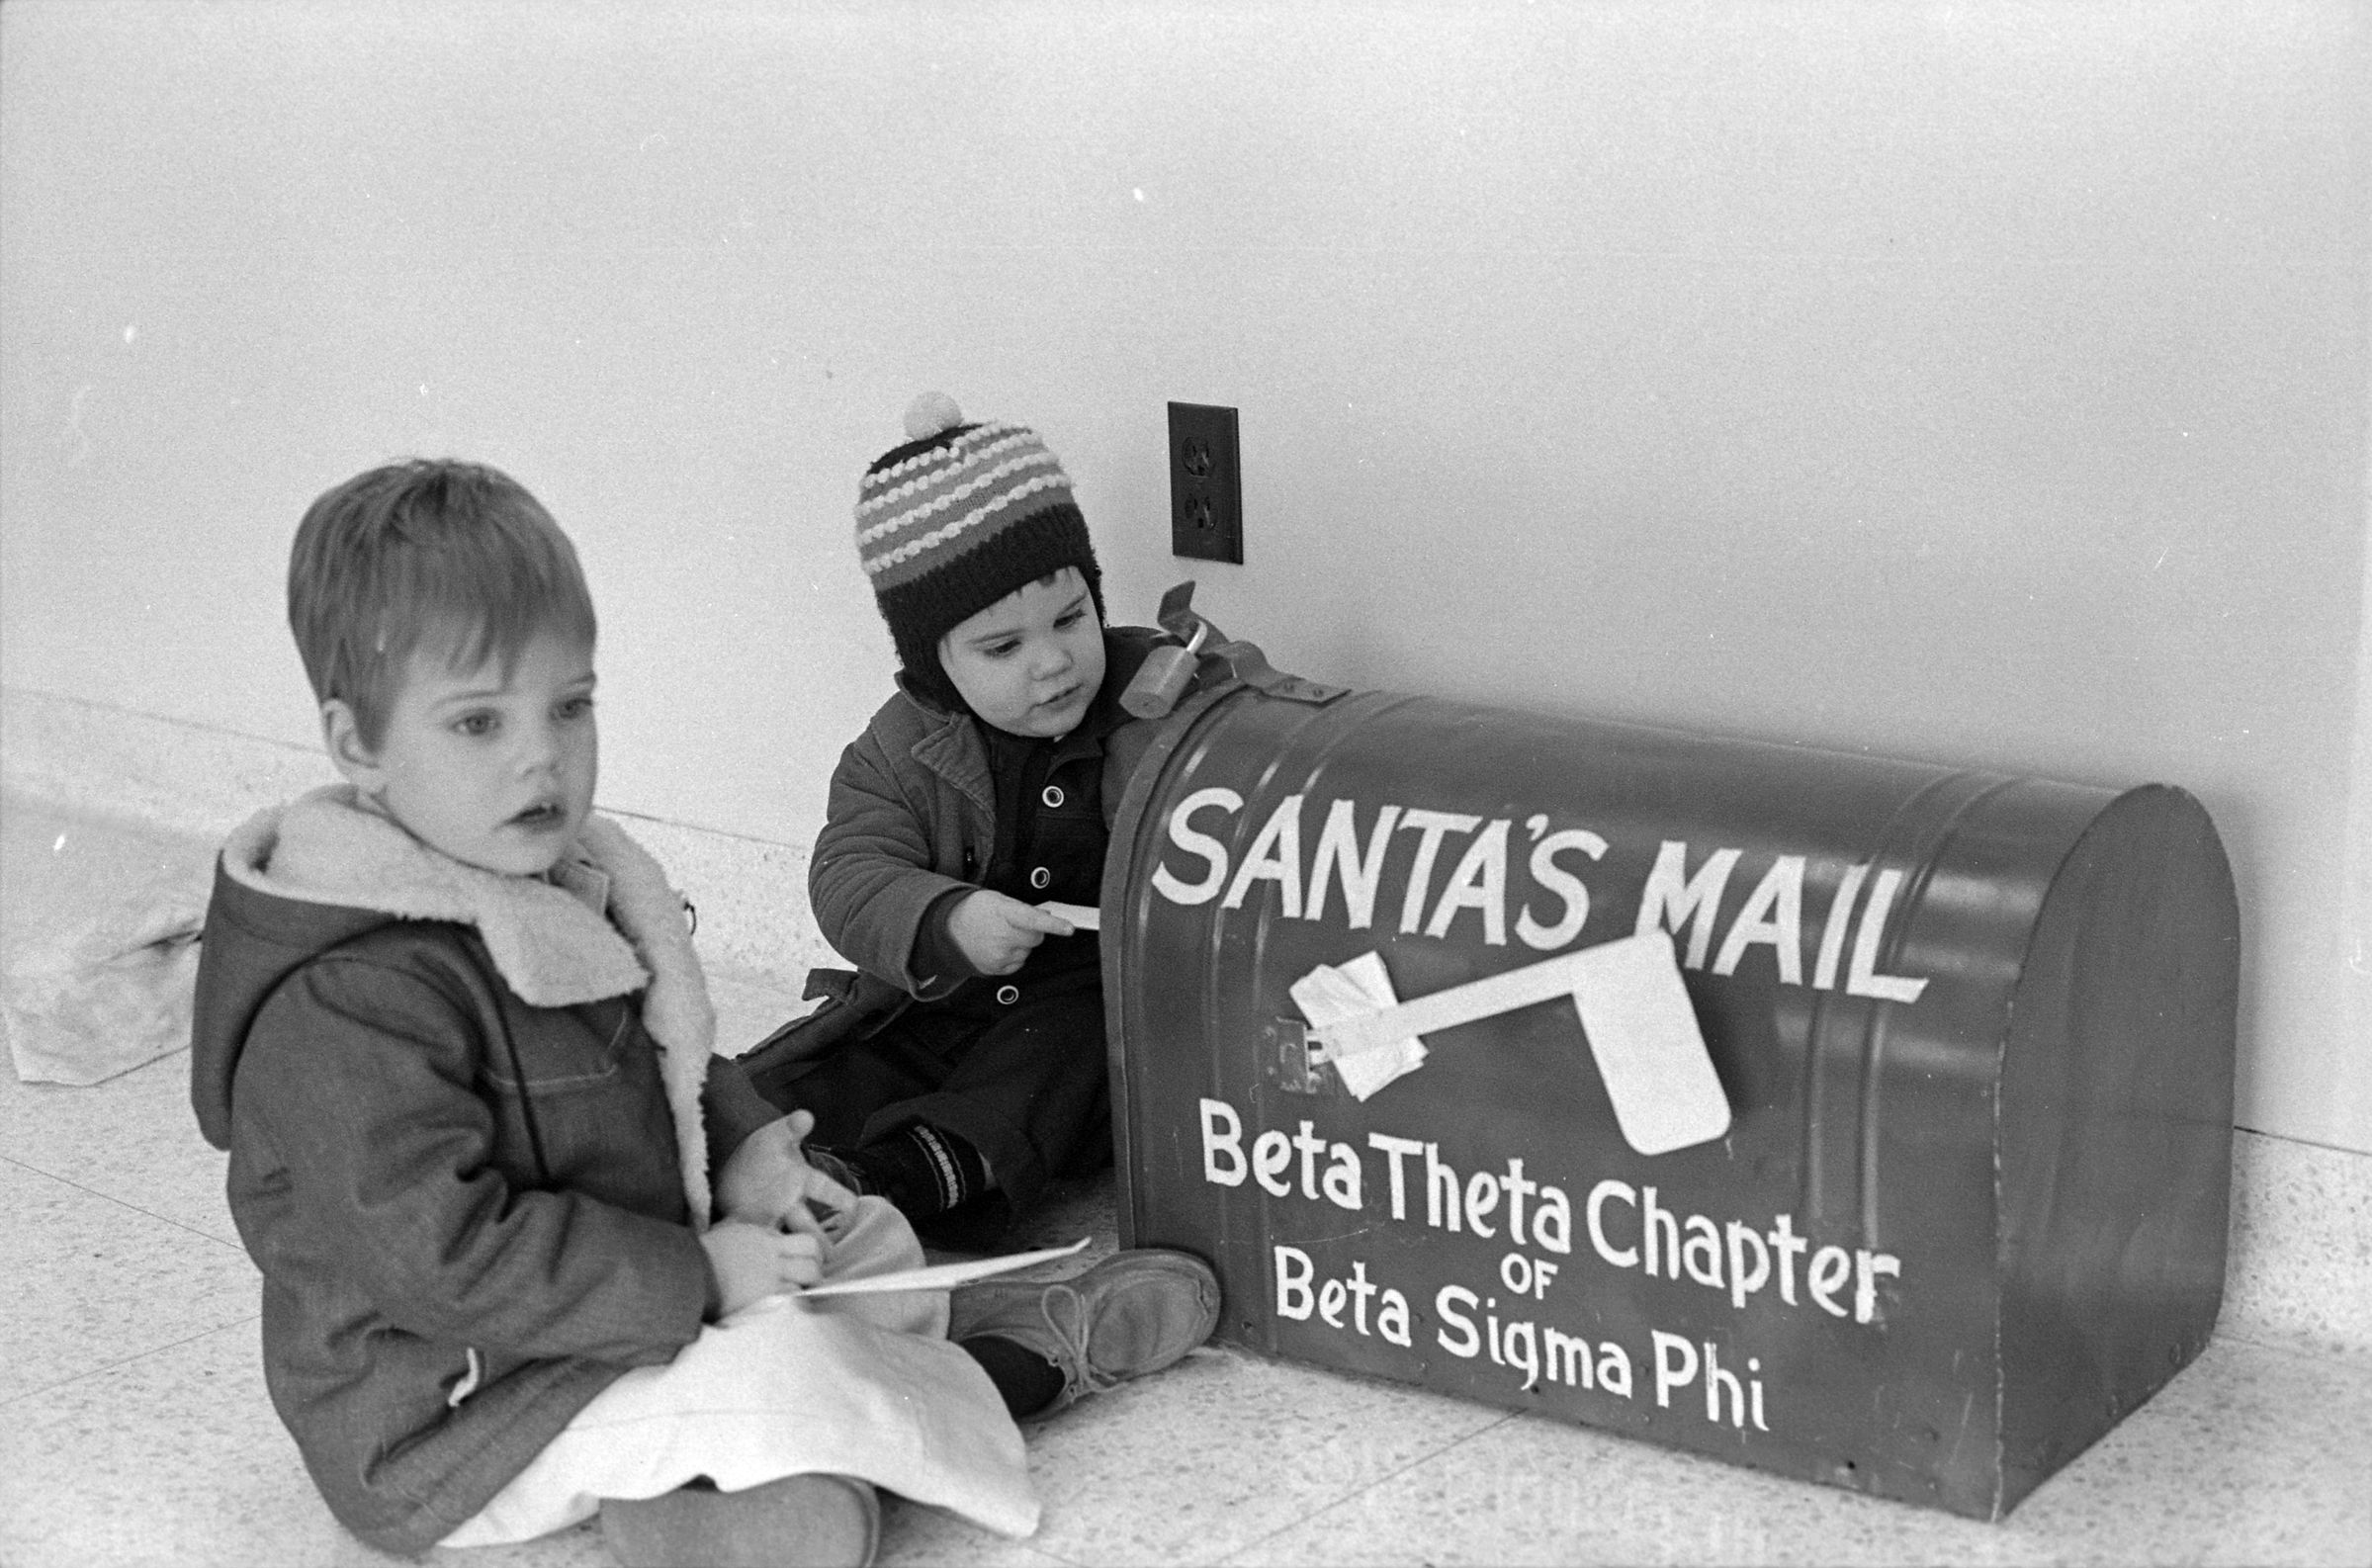 SANTA'S MAIL
Beta Theta Chapter
OF
Beta Sigma Phi